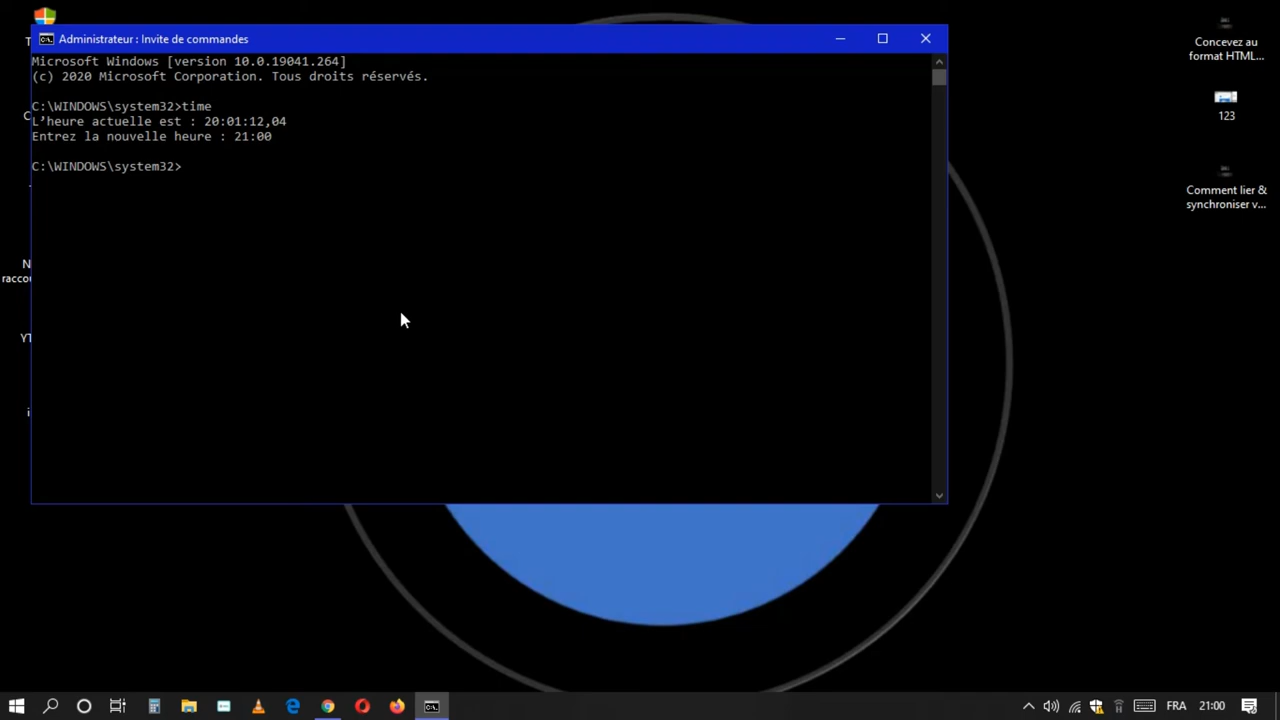 Administrateur : Invite de commandes
Microsoft Windows [version 10.0.19041.264]
(c) 2020 Microsoft Corporation. Tous droits réservés.
C:\WINDOWS\system32>time
L’heure actuelle est : 20:01:12,04
Entrez la nouvelle heure : 21:00
C:\WINDOWS\system32>
raccou
YT
Concevez au
format HTML...
123
Comment lier &
synchroniser v...
FRA
21:00